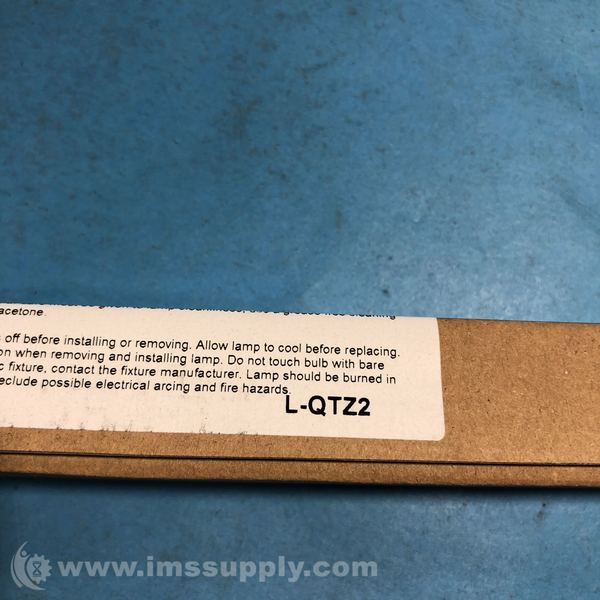 acetone. cleaning
off before installing or removing. Allow lamp to cool before replacing.
on when removing and installing lamp. Do not touch bulb with bare
c fixture, contact the fixture manufacturer. Lamp should be burned in
eclude possible electrical arcing and fire hazards.
L-QTZ2
www.imssupply.com